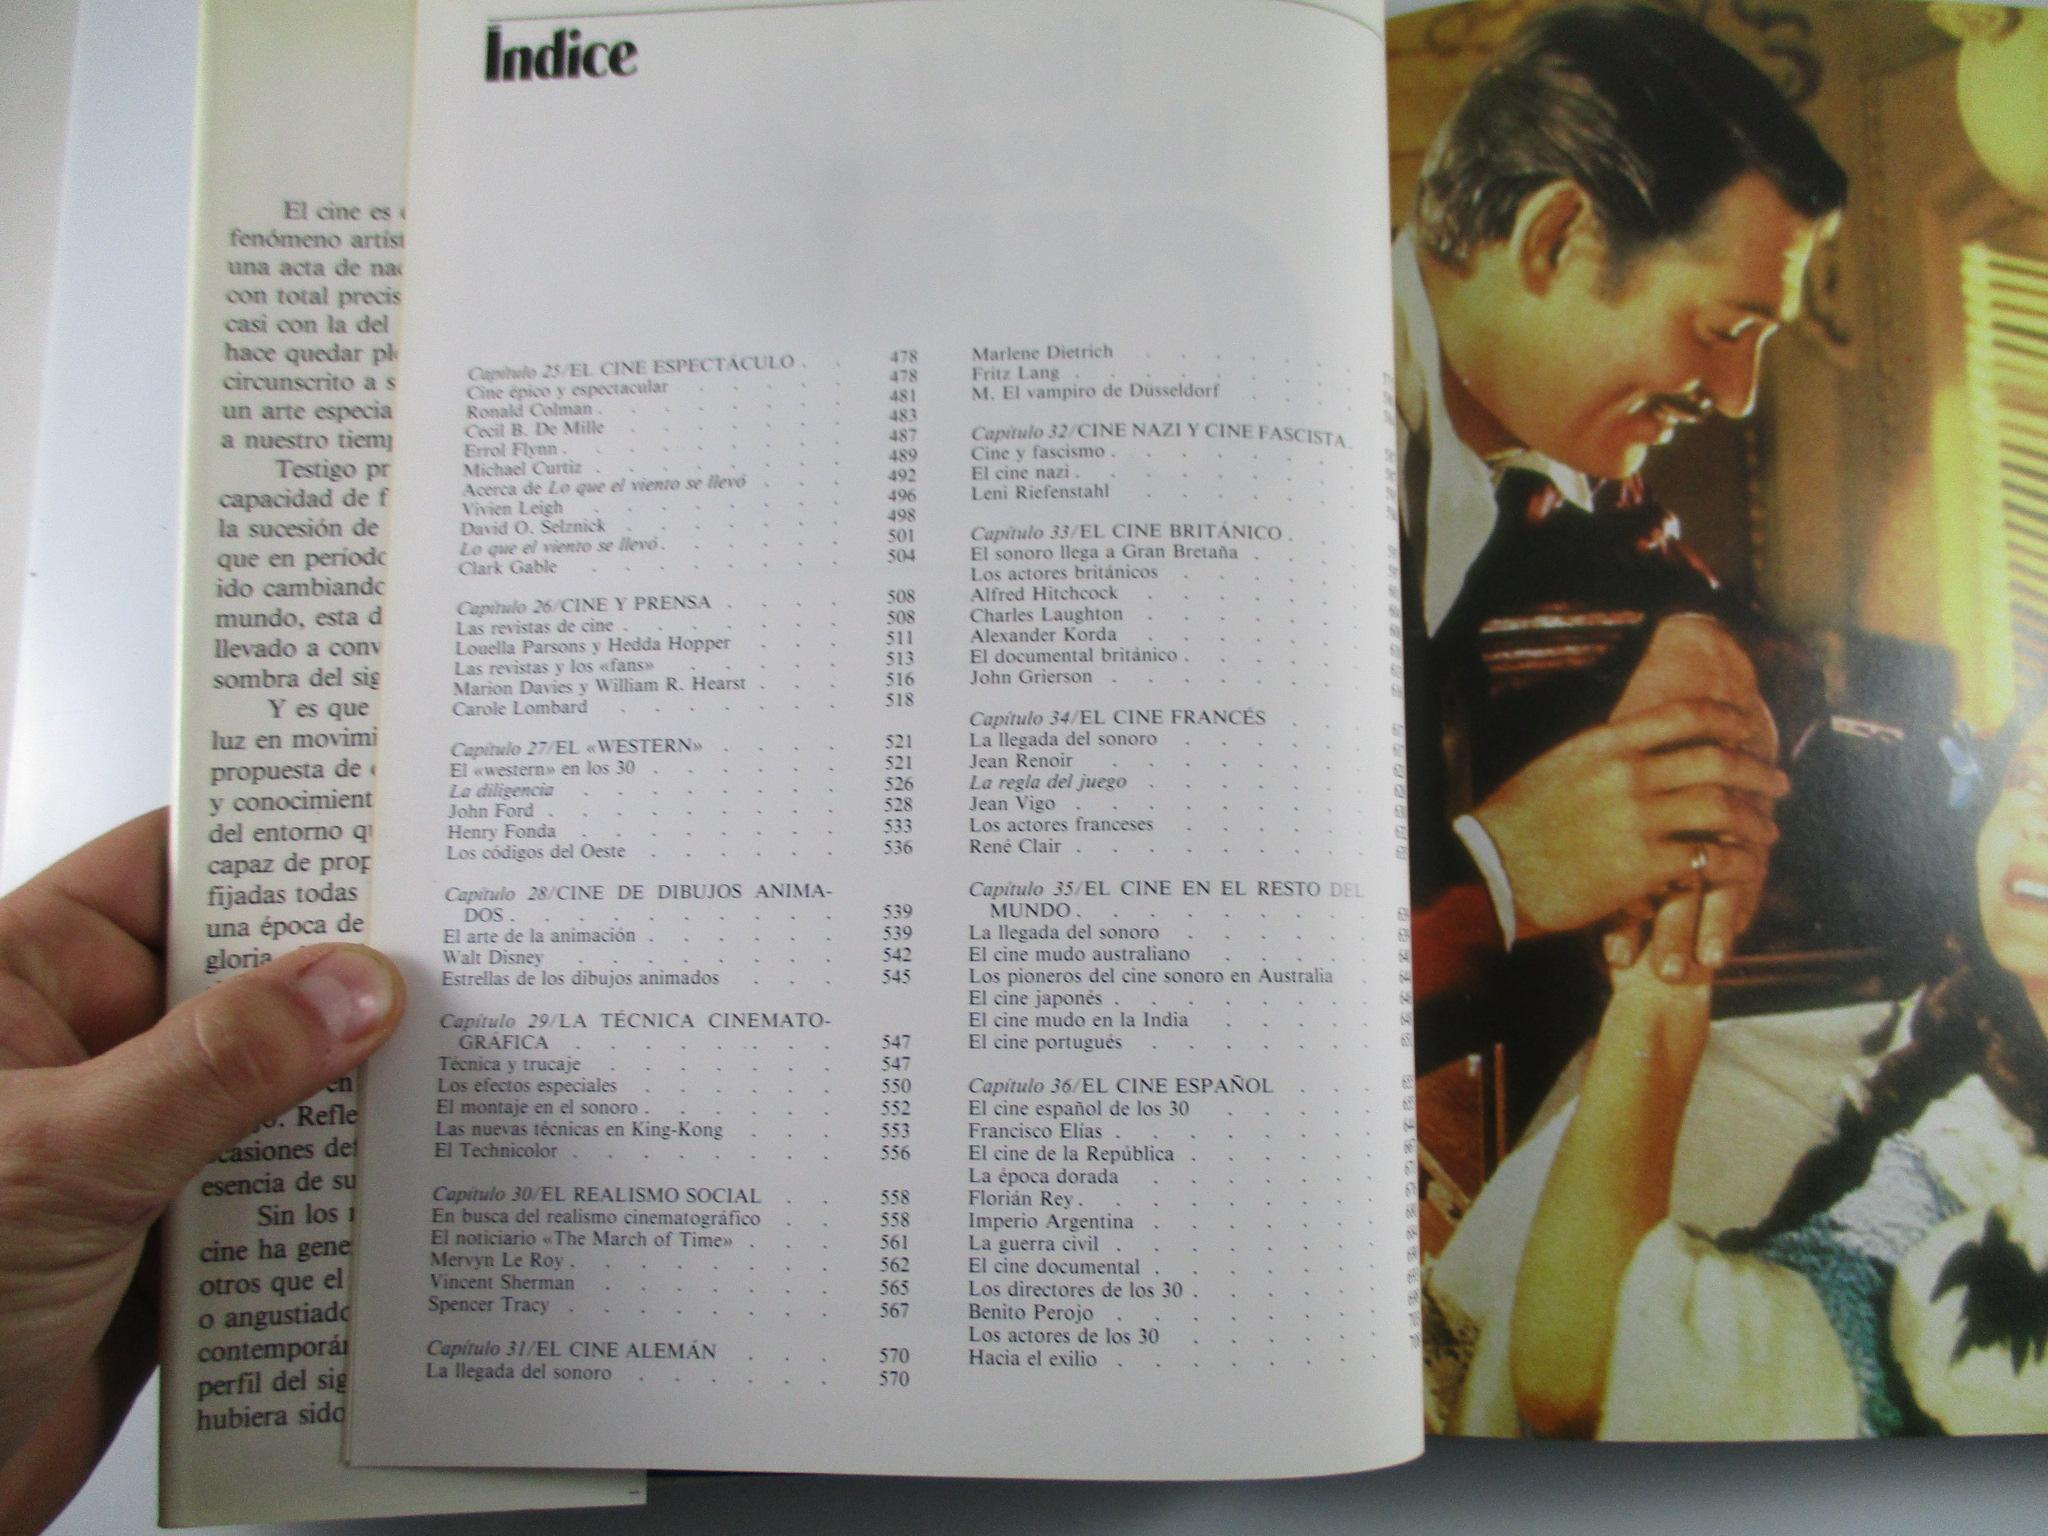 El cine es
fenómeno
una acta de
con total
casi con la del
hace quedar
circunscrito a
un arte
a nuestro
Testigo
capacidad de
la sucesión de
que en
ido
mundo, esta
llevado a
sombra del
Y es que
luz en
propuesta de
y
del entorno
capaz de
fijadas todas
una época de
gloria
en
esencia de su
Sin los
cine ha
otros que el
o
perfil del
hubiera sido
Índice
Capítulo 25/EL CINE ESPECTÁCULO . . 478
Cine épico y espectacular . . . . . 478
Ronald Colman . . . . . . . 481
Cecil B. De Mille . . . . . . 483
Errol Flynn . . . . . . . . 487
Michael Curtiz . . . . . . . 489
Acerca de Lo que el viento se llevó . . . 492
Vivien Leigh . . . . . . . 496
David O. Selznick . . . . . . 498
Lo que el viento se llevó . . . . . 501
Clark Gable . . . . . . . 504
Capítulo 26/CINE Y PRENSA . . . . 508
Las revistas de cine . . . . . . 508
Louella Parsons y Hedda Hopper . . . 511
Las revistas y los «fans» . . . . . 513
Marion Davies y William R. Hearst . . . 516
Carole Lombard . . . . . . 518
Capítulo 27/EL «WESTERN» . . . . 521
El «western» en los 30 . . . . . . 521
La diligencia . . . . . . . 526
John Ford . . . . . . . . 528
Henry Fonda . . . . . . . 533
Los códigos del Oeste . . . . . . 536
Capítulo 28/CINE DE DIBUJOS ANIMA-
DOS . . . . . . . . . 539
El arte de la animación . . . . . . 539
Walt Disney . . . . . . . 542
Estrellas de los dibujos animados . . . 545
Capítulo 29/LA TÉCNICA CINEMATO-
GRÁFICA . . . . . . . . 547
Técnica y trucaje . . . . . . . 547
Los efectos especiales . . . . . . 550
El montaje en el sonoro . . . . . . 552
Las nuevas técnicas en King-Kong . . . 553
El Technicolor . . . . . . . 556
Capítulo 30/EL REALISMO SOCIAL . . 558
En busca del realismo cinematográfico . . 558
El noticiario «The March of Time» . . . 561
Mervyn Le Roy . . . . . . . 562
Vincent Sherman . . . . . . 565
Spencer Tracy . . . . . . . 567
Capítulo 31/EL CINE ALEMÁN . . . 570
La llegada del sonoro . . . . . . 570
Marlene Dietrich . . . . . .
Fritz Lang . . . . . . .
M. El vampiro de Düsseldorf . . . .
Capítulo 32/CINE NAZI Y CINE FASCISTA.
Cine y fascismo . . . . . . .
El cine nazi . . . . . . . .
Leni Riefenstahl . . . . . .
Capítulo 33/EL CINE BRITÁNICO . . .
El sonoro llega a Gran Bretaña . . . .
Los actores británicos . . . . . .
Alfred Hitchcock . . . . . . .
Charles Laughton . . . . . . .
Alexander Korda . . . . . . .
El documental británico . . . . . .
John Grierson . . . . . . . .
Capítulo 34/EL CINE FRANCÉS . . .
La llegada del sonoro . . . . . .
Jean Renoir . . . . . . . .
La regla del juego . . . . . . .
Jean Vigo . . . . . . . .
Los actores franceses . . . . . .
René Clair . . . . . . . . .
Capítulo 35/EL CINE EN EL RESTO DEL
MUNDO . . . . . . . . .
La llegada del sonoro . . . . . .
El cine mudo australiano . . . . .
Los pioneros del cine sonoro en Australia .
El cine japonés . . . . . . . .
El cine mudo en la India . . . . .
El cine portugués . . . . . . .
Capítulo 36/EL CINE ESPAÑOL . . .
El cine español de los 30 . . . . .
Francisco Elías . . . . . . . .
El cine de la República . . . . . .
La época dorada . . . . . . .
Florián Rey . . . . . . . . .
Imperio Argentina . . . . . . .
La guerra civil . . . . . . . .
El cine documental . . . . . . .
Los directores de los 30 . . . . . .
Benito Perojo . . . . . . . .
Los actores de los 30 . . . . . .
Hacia el exilio . . . . . . . .